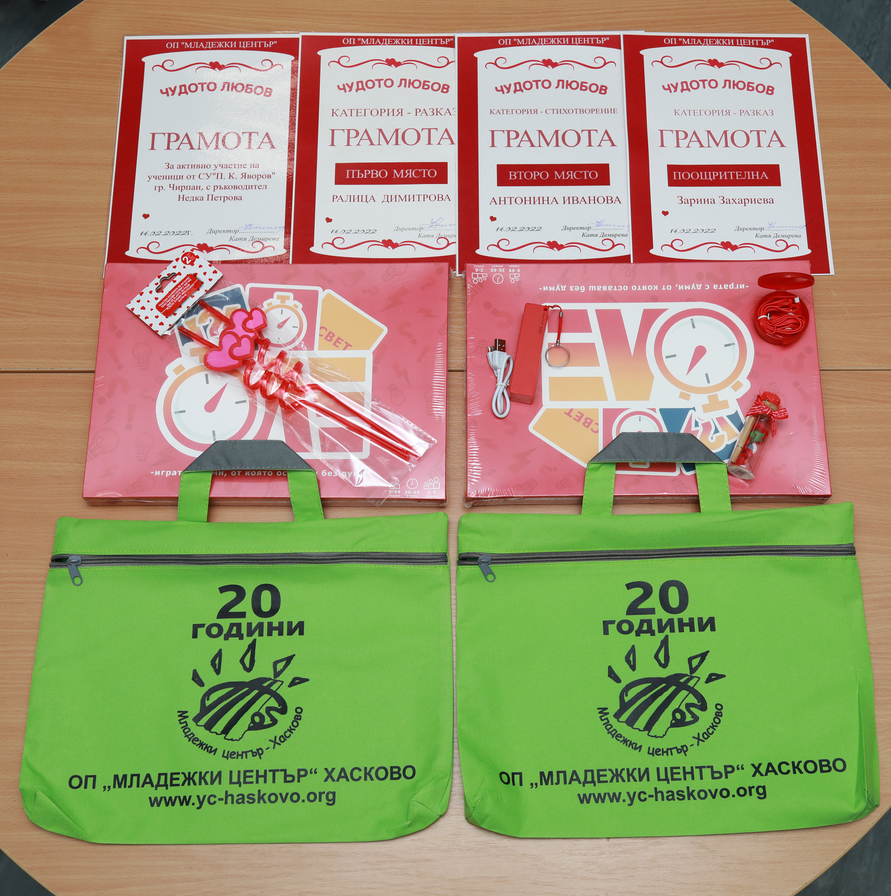 ОП "МЛАДЕЖКИ ЦЕНТЪР"
ЧУДОТО ЛЮБОВ
ГРАМОТА
За активно участие на
ученици от СУ"П. К. Яворов"
гр. Чирпан, с ръководител
Недка Петрова
14.02.2022г.
Директор
Катя Демирева
ОП "МЛАДЕЖКИ ЦЕНТЪР"
ЧУДОТО ЛЮБОВ
КАТЕГОРИЯ - РАЗКАЗ
ГРАМОТА
ПЪРВО МЯСТО
РАЛИЦА ДИМИТРОВА
14.02.2022
Директор
Катя Демирева
ОП "МЛАДЕЖКИ ЦЕНТЪР"
ЧУДОТО ЛЮБОВ
КАТЕГОРИЯ - СТИХОТВОРЕНИЕ
ГРАМОТА
ВТОРО МЯСТО
АНТОНИНА ИВАНОВА
14.02.2022
Директор
Катя Демирева
ОП "МЛАДЕЖКИ ЦЕНТЪР"
ЧУДОТО ЛЮБОВ
КАТЕГОРИЯ - РАЗКАЗ
ГРАМОТА
ПООЩРИТЕЛНА
Зарина Захариева
14.02.2022
Директор
Катя Демирева
СВЕТ
-играта с думи, от която оставаш без думи-
СВЕТ
20
ГОДИНИ
Младежки център-Хасково
ОП „МЛАДЕЖКИ ЦЕНТЪР“ ХАСКОВО
www.yc-haskovo.org
20
ГОДИНИ
Младежки център-Хасково
ОП „МЛАДЕЖКИ ЦЕНТЪР“ ХАСКОВО
www.yc-haskovo.org